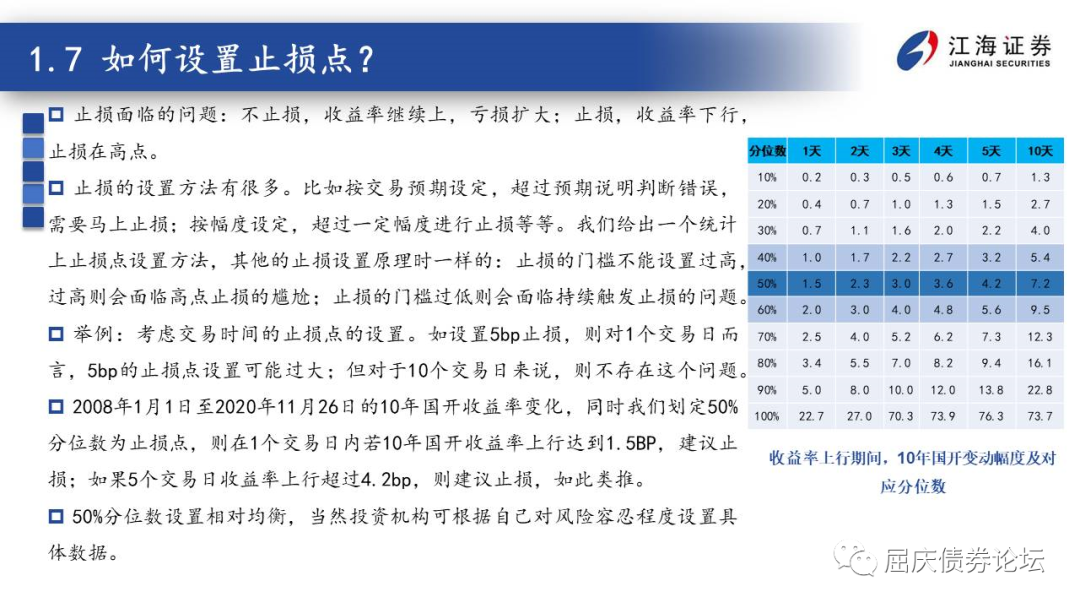 1.7 如何设置止损点？
江海证券
JIANGHAI SECURITIES
止损面临的问题：不止损，收益率继续上，亏损扩大；止损，收益率下行，
止损在高点。
止损的设置方法有很多。比如按交易预期设定，超过预期说明判断错误，
需要马上止损；按幅度设定，超过一定幅度进行止损等等。我们给出一个统计
上止损点设置方法，其他的止损设置原理时一样的：止损的门槛不能设置过高，
过高则会面临高点止损的尴尬；止损的门槛过低则会面临持续触发止损的问题。
举例：考虑交易时间的止损点的设置。如设置5bp止损，则对1个交易日而
言，5bp的止损点设置可能过大；但对于10个交易日来说，则不存在这个问题。
2008年1月1日至2020年11月26日的10年国开收益率变化，同时我们划定50%
分位数为止损点，则在1个交易日内若10年国开收益率上行达到1.5BP，建议止
损；如果5个交易日收益率上行超过4.2bp，则建议止损，如此类推。
50%分位数设置相对均衡，当然投资机构可根据自己对风险容忍程度设置具
体数据。
分位数 1天 2天 3天 4天 5天 10天
10% 0.2 0.3 0.5 0.6 0.7 1.3
20% 0.4 0.7 1.0 1.3 1.5 2.7
30% 0.7 1.1 1.6 2.0 2.2 4.0
40% 1.0 1.7 2.2 2.7 3.2 5.4
50% 1.5 2.3 3.0 3.6 4.2 7.2
60% 2.0 3.0 4.0 4.8 5.6 9.5
70% 2.5 4.0 5.2 6.2 7.3 12.3
80% 3.4 5.5 7.0 8.2 9.4 16.1
90% 5.0 8.0 10.0 12.0 13.8 22.8
100% 22.7 27.0 70.3 73.9 76.3 73.7
收益率上行期间，10年国开变动幅度及对
应分位数
屈庆债券论坛